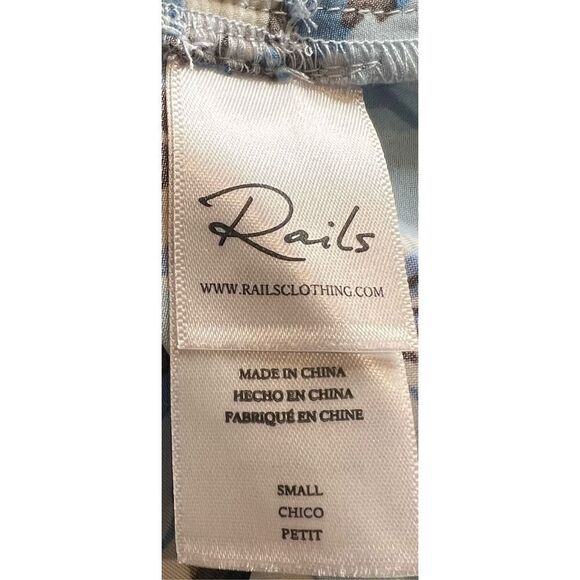 Rails
WWW.RAILSCLOTHING.COM
MADE IN CHINA
HECHO EN CHINA
FABRIQUÉ EN CHINE
SMALL
CHICO
PETIT